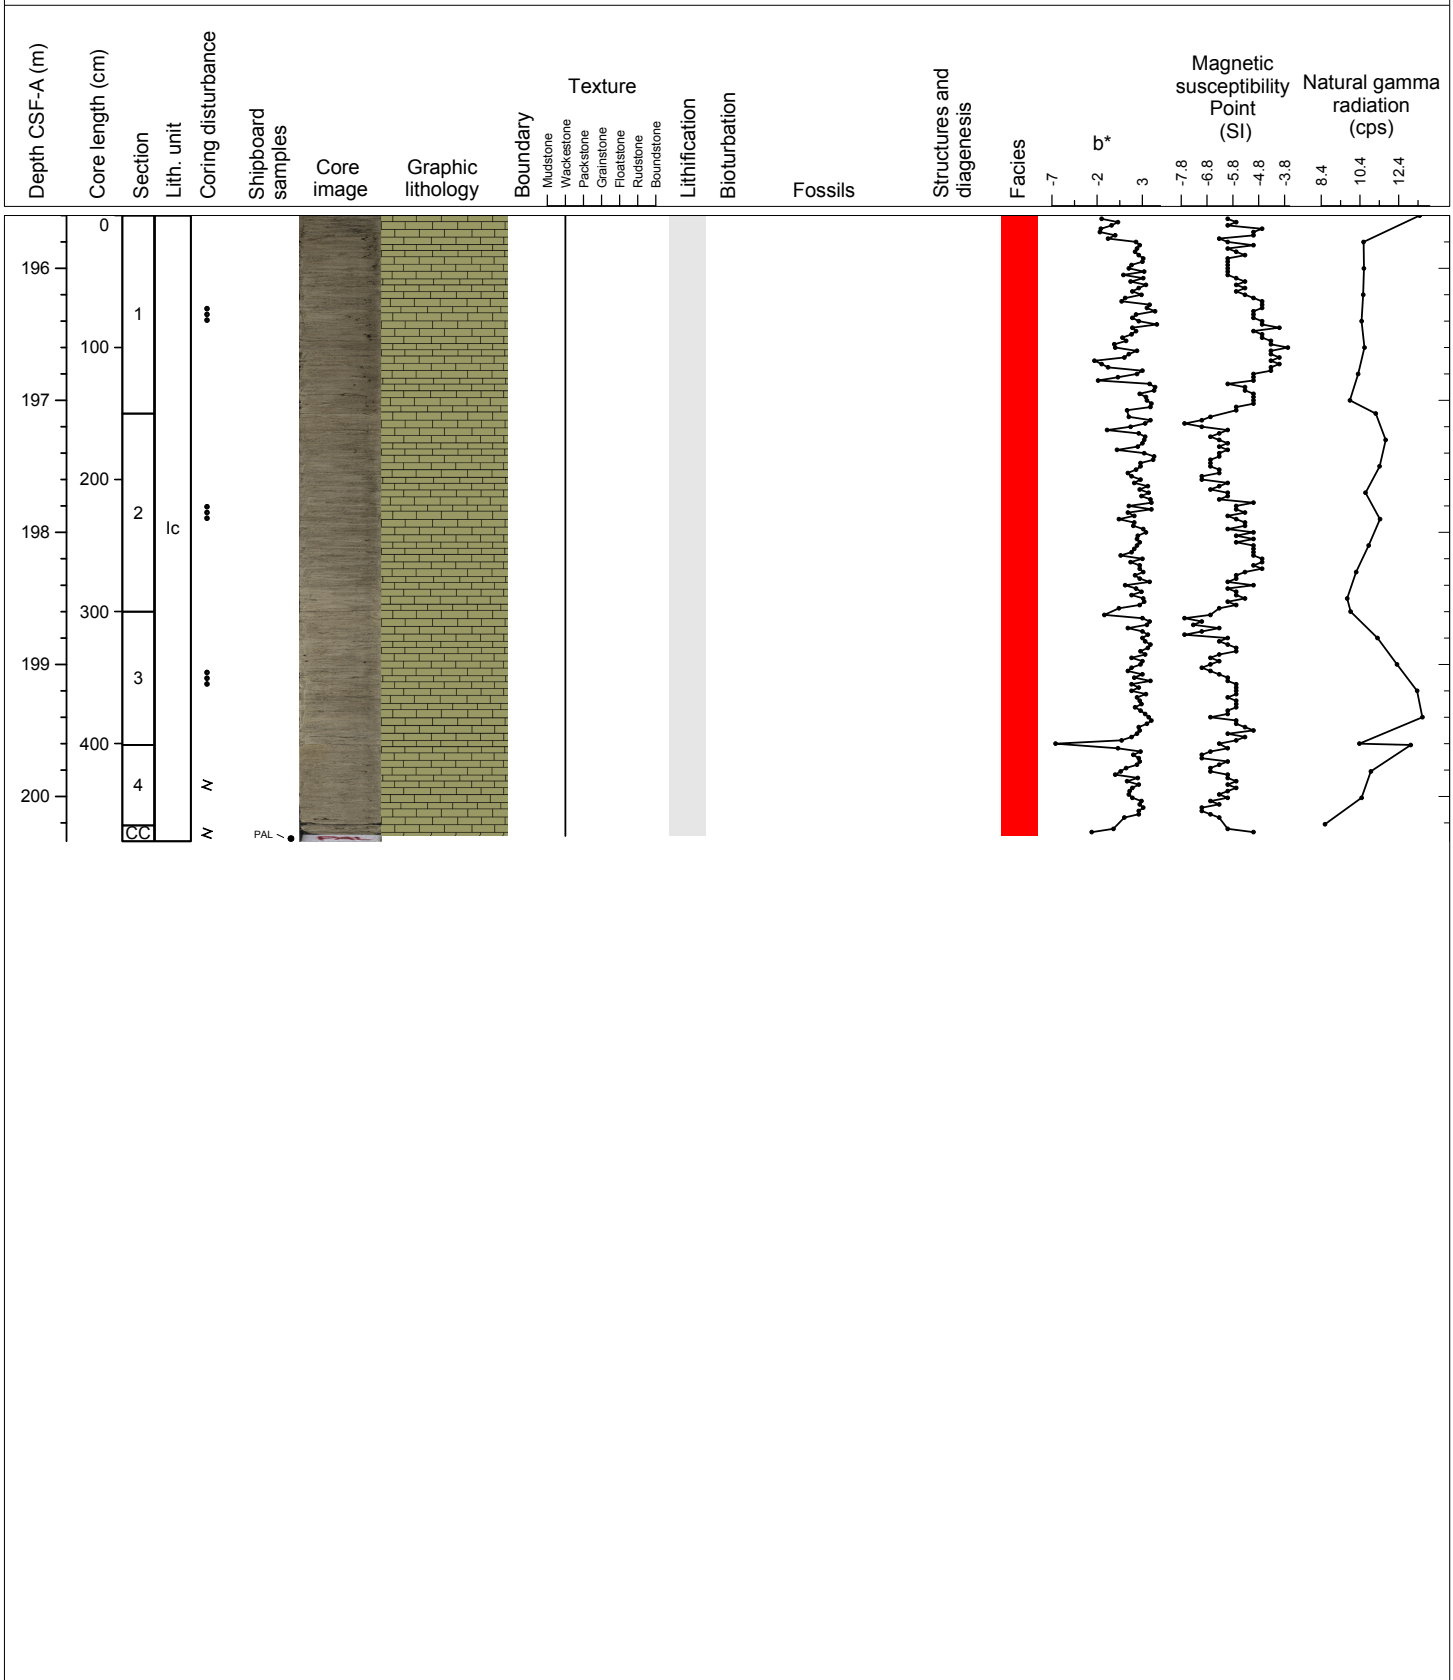 Depth CSF-A (m)
Core length (cm)
Section
Lith. unit
Coring disturbance
Shipboard
samples
Core
image
Graphic
lithology
Boundary
Texture
Mudstone
Wackestone
Packstone
Grainstone
Floatstone
Rudstone
Boundstone
Lithification
Bioturbation
Fossils
Structures and
diagenesis
Facies
b*
-7
-2
3
Magnetic
susceptibility
Point
(SI)
-7.8
-6.8
-5.8
-4.8
-3.8
Natural gamma
radiation
(cps)
8.4
10.4
12.4
196
197
198
199
200
0
100
200
300
400
1
2
3
4
CC
Ic
PAL
PAL